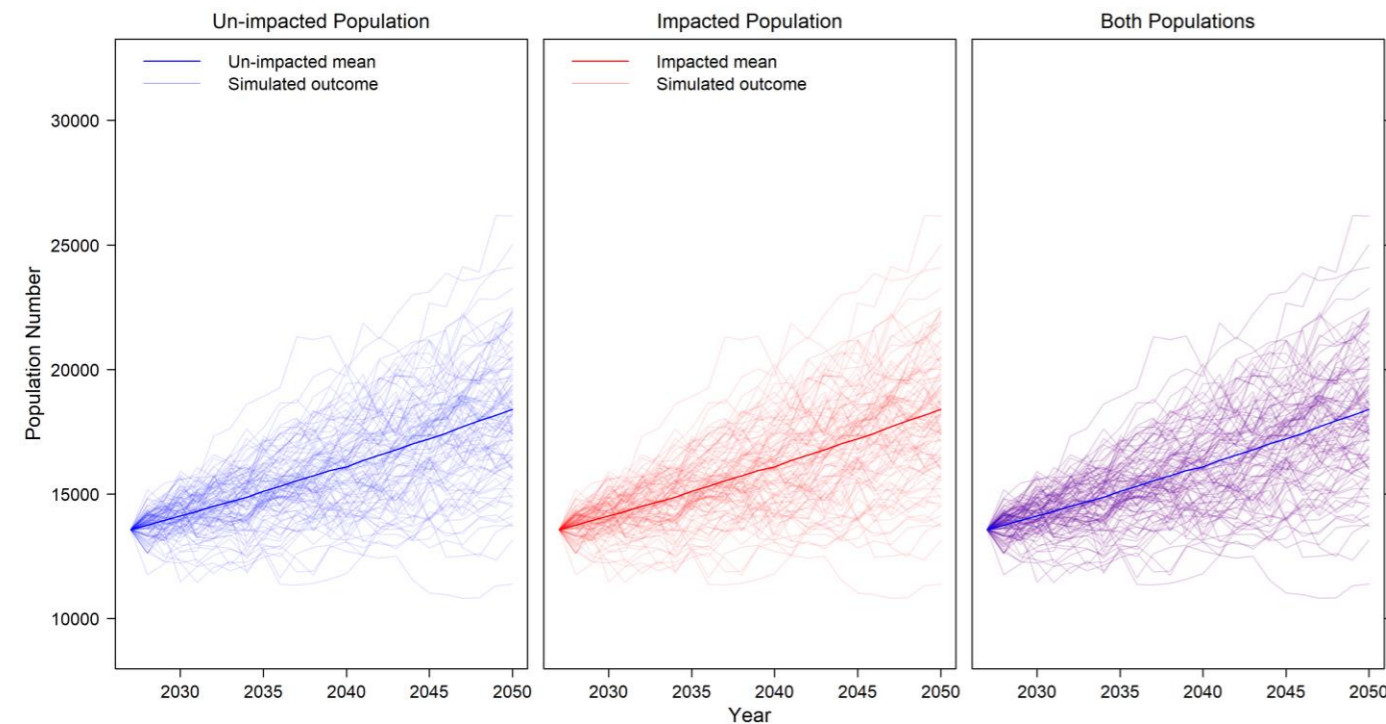 Un-impacted Population
Impacted Population
Both Populations
Un-impacted mean
Simulated outcome
Impacted mean
Simulated outcome
30000
25000
20000
15000
10000
Population Number
2030 2035 2040 2045 2050
2030 2035 2040 2045 2050
2030 2035 2040 2045 2050
Year